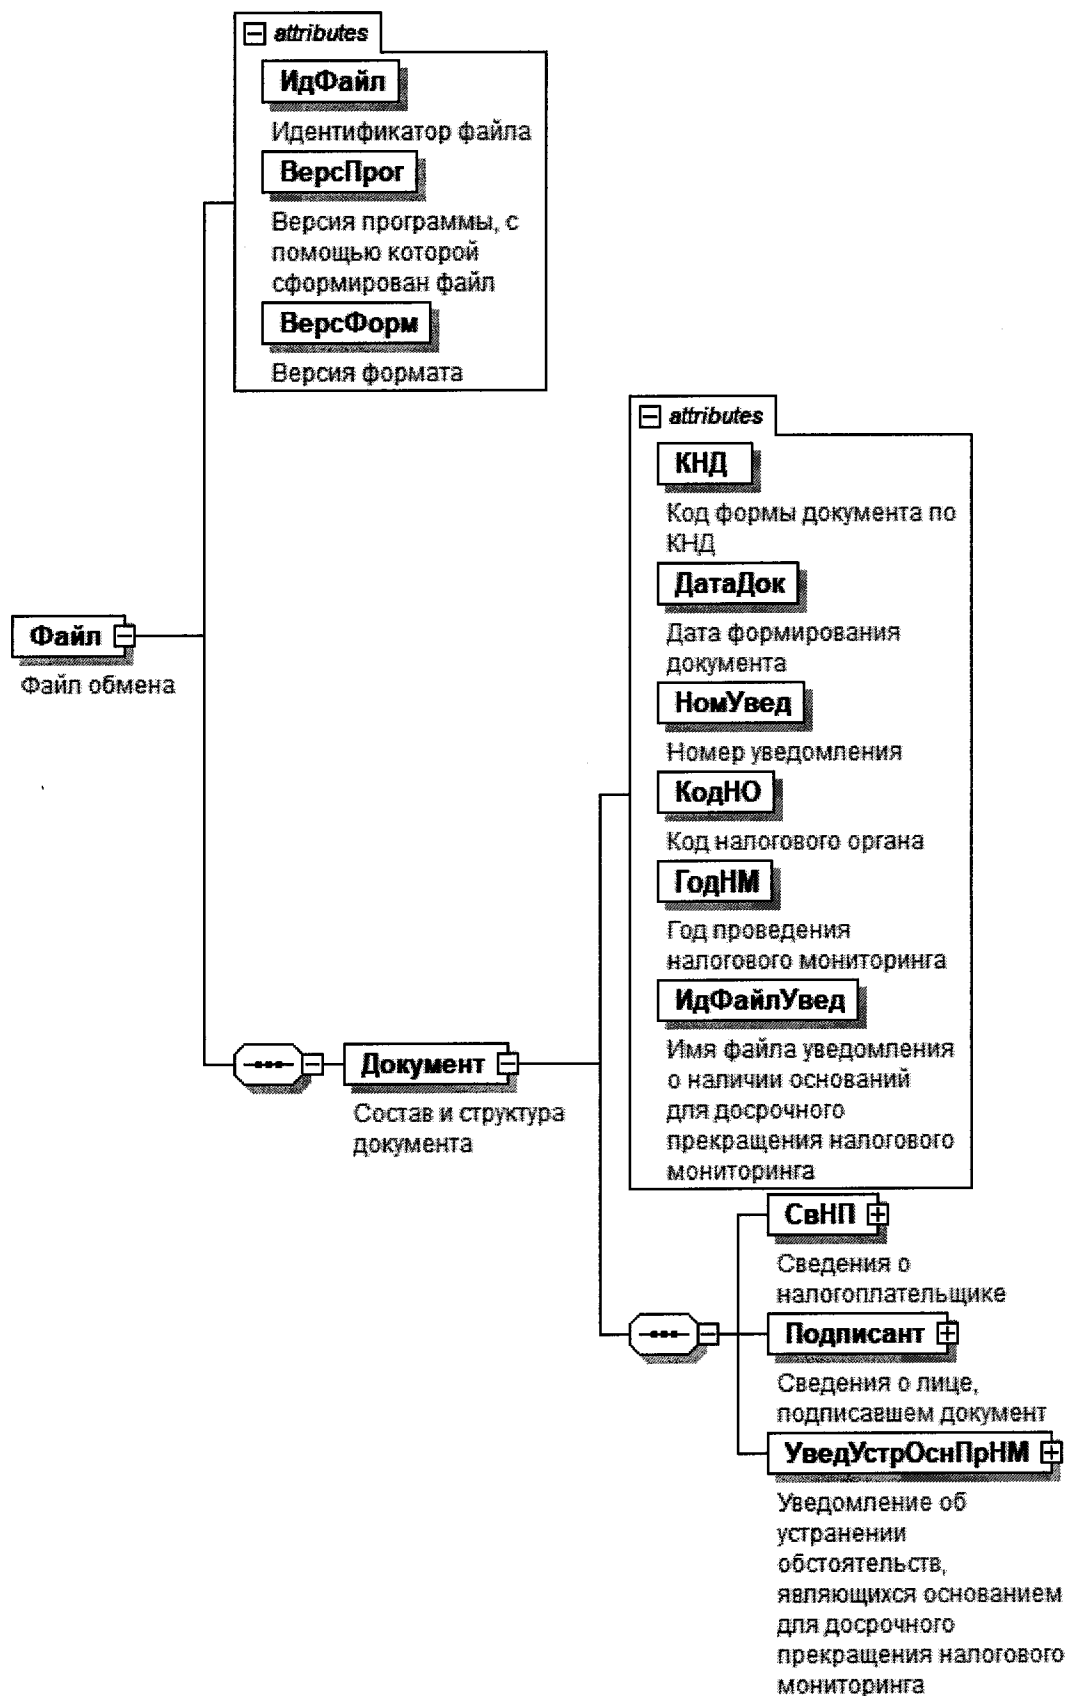 attributes
ИдФайл
Идентификатор файла
ВерсПрог
Версия программы, с
помощью которой
сформирован файл
ВерсФорм
Версия формата
attributes
КНД
Код формы документа по
КНД
ДатаДок
Дата формирования
документа
Файл
Файл обмена
НомУвед
Номер уведомления
КодНО
Код налогового органа
ГодНМ
Год проведения
налогового мониторинга
ИдФайлУвед
Имя файла уведомления
о наличии оснований
для досрочного
прекращения налогового
мониторинга
Документ
Состав и структура
документа
СвНП
Сведения о
налогоплательщике
Подписант
Сведения о лице,
подписавшем документ
УведУстрОснПрНМ
Уведомление об
устранении
обстоятельств,
являющихся основанием
для досрочного
прекращения налогового
мониторинга